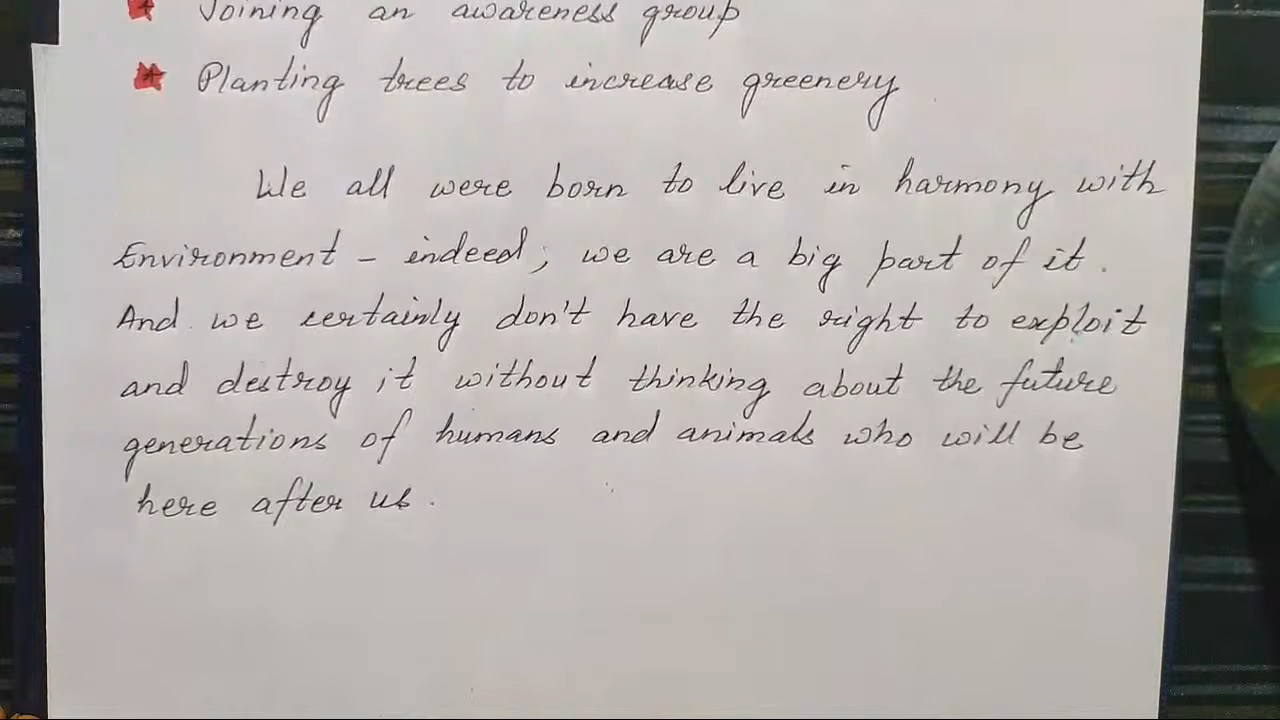 Joining an awareness group
Planting trees to increase greenery
We all were born to live in harmony with
Environment - indeed, we are a big part of it.
And we certainly don't have the right to exploit
and destroy it without thinking about the future
generations of humans and animals who will be
here after us.